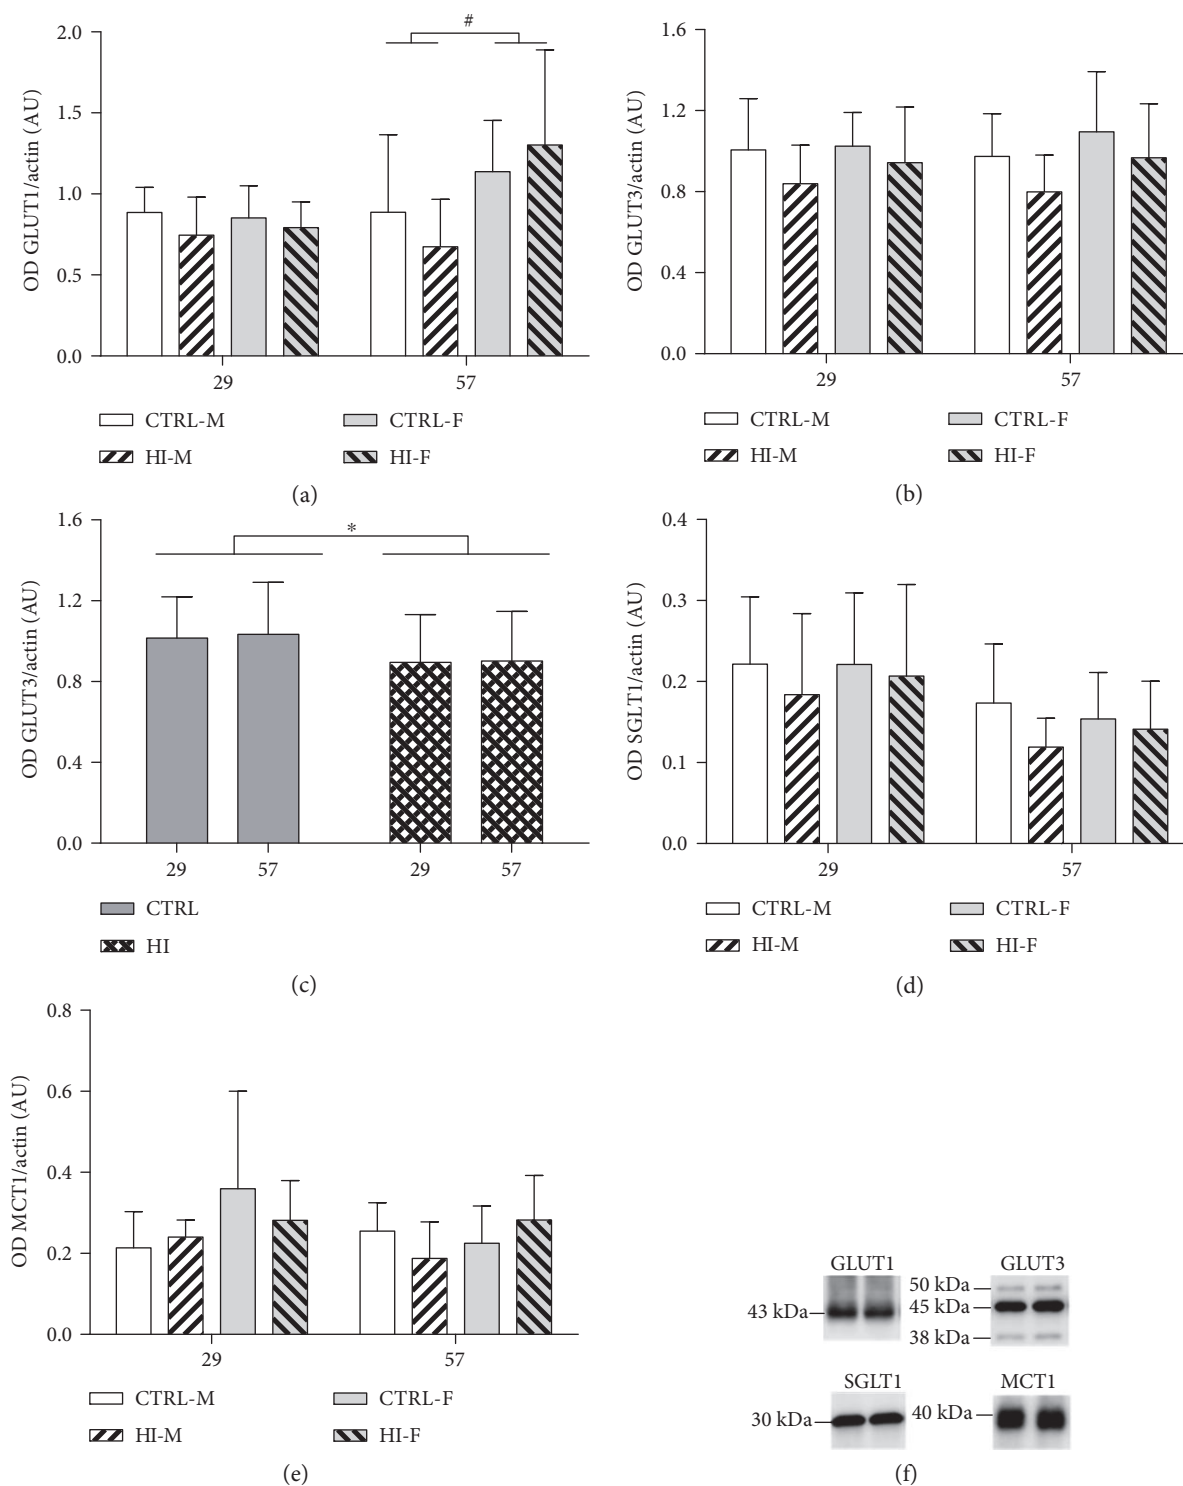 #
2.0
1.5
1.0
0.5
0.0
OD GLUT1/actin (AU)
29
57
CTRL-M
CTRL-F
HI-M
HI-F
(a)
1.6
1.2
0.8
0.4
0.0
OD GLUT3/actin (AU)
29
57
CTRL-M
CTRL-F
HI-M
HI-F
(b)
*
1.6
1.2
0.8
0.4
0.0
OD GLUT3/actin (AU)
29
57
29
57
CTRL
HI
(c)
0.4
0.3
0.2
0.1
0.0
OD SGLT1/actin (AU)
29
57
CTRL-M
CTRL-F
HI-M
HI-F
(d)
0.8
0.6
0.4
0.2
0.0
OD MCT1/actin (AU)
29
57
CTRL-M
CTRL-F
HI-M
HI-F
(e)
GLUT1
43 kDa
GLUT3
50 kDa
45 kDa
38 kDa
SGLT1
30 kDa
MCT1
40 kDa
(f)